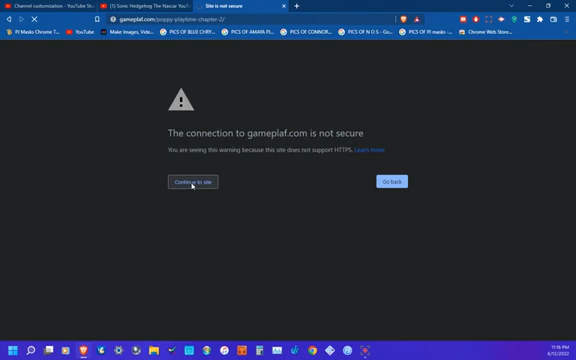 Channel customization - YouTube Stu
(1) Sonic Hedgehog The Nascar YouT
Site is not secure
gameplaf.com/poppy-playtime-chapter-2/
PJ Masks Chrome T...
YouTube
Make Images, Video...
PICS OF BLUE CHRY...
PICS OF AMAYA PI...
PICS OF CONNOR...
PICS OF N O S - Go...
PICS OF PJ masks -...
Chrome Web Store...
The connection to gameplaf.com is not secure
You are seeing this warning because this site does not support HTTPS. Learn more
Continue to site
Go back
11:16 PM
6/12/2022